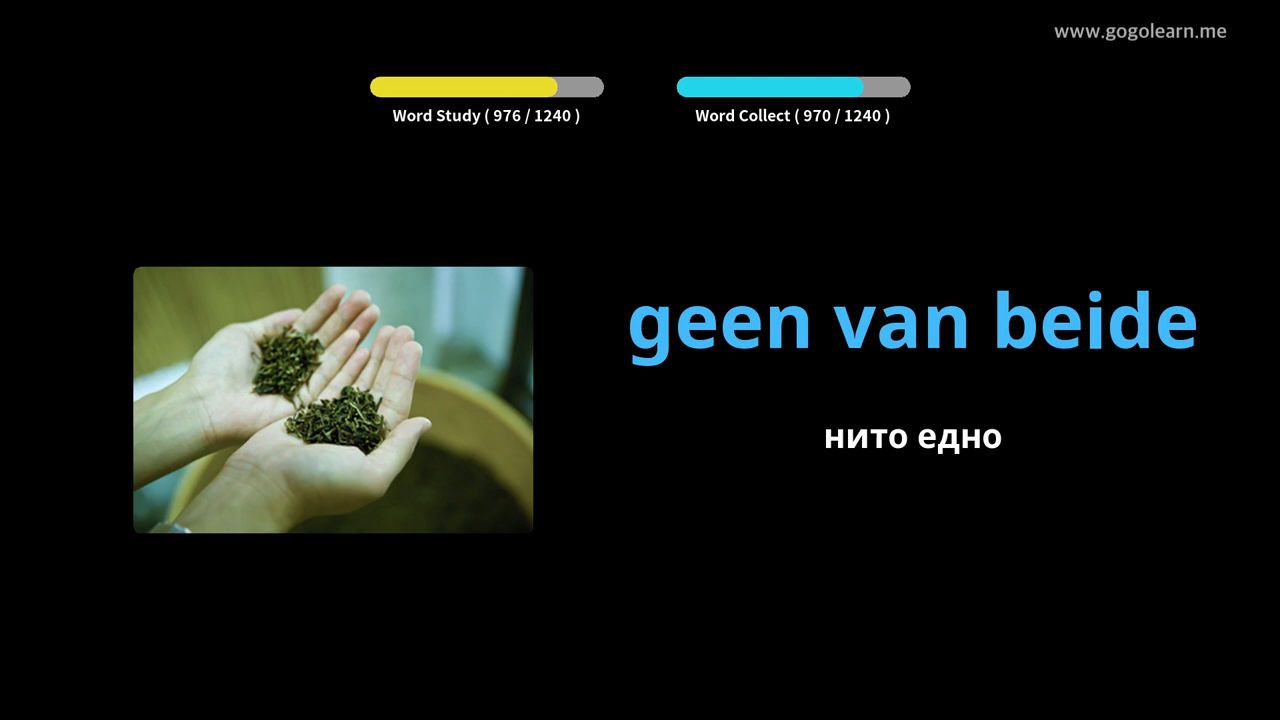 www.gogolearn.me
Word Study ( 976 / 1240 )
Word Collect ( 970 / 1240 )
geen van beide
нито едно